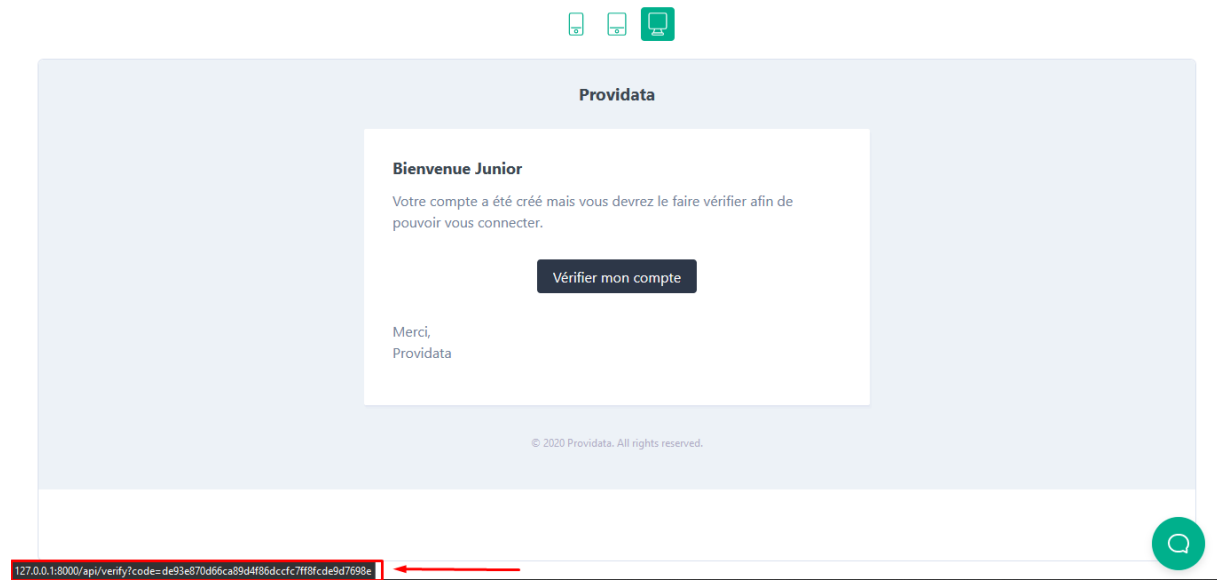 Providata
Bienvenue Junior
Votre compte a été créé mais vous devrez le faire vérifier afin de
pouvoir vous connecter.
Vérifier mon compte
Merci,
Providata
© 2020 Providata. All rights reserved.
127.0.0.1:8000/api/verify?code=de93e870d66ca89d4f86dccfc7ff8fcde9d7698e